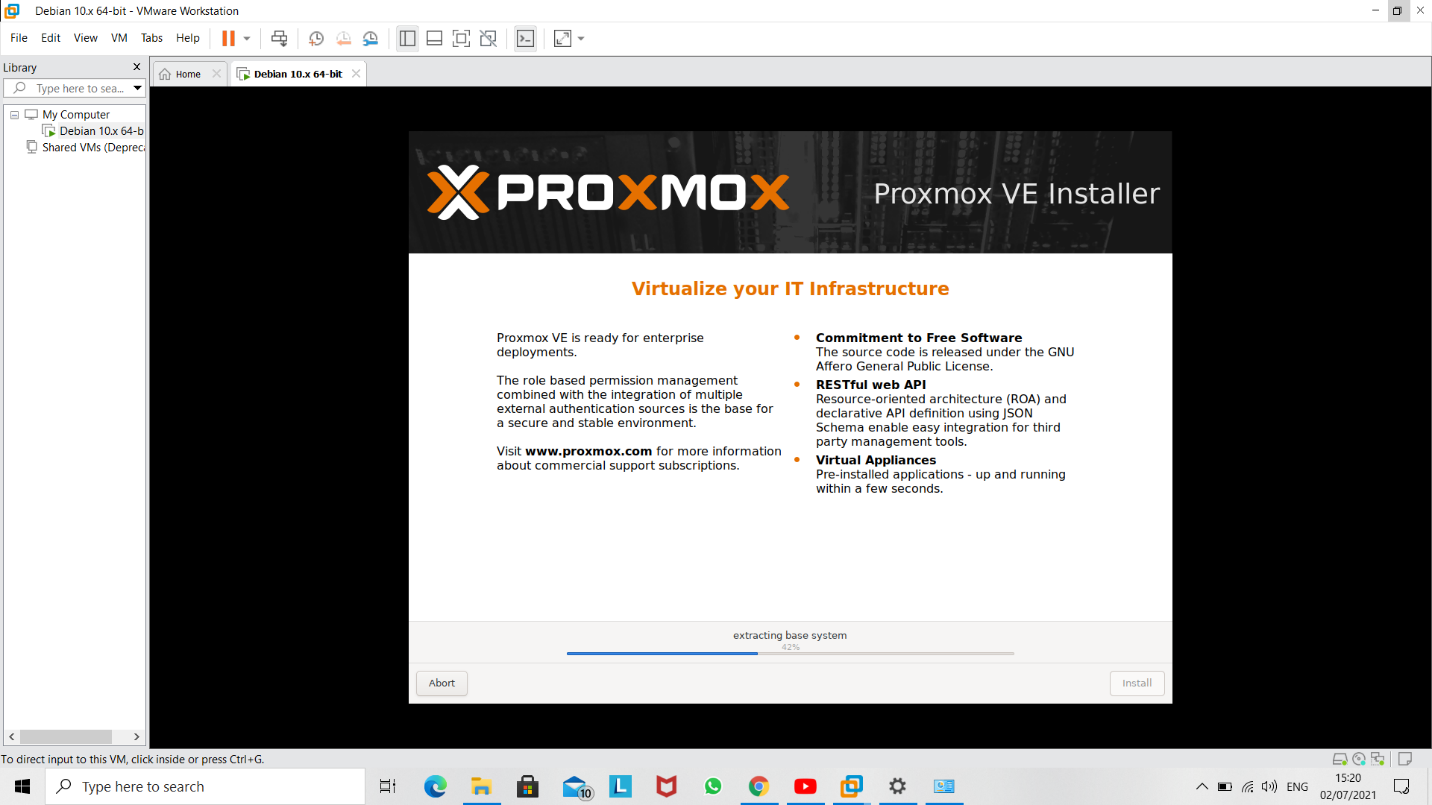 Debian 10.x 64-bit - VMware Workstation
File Edit View VM Tabs Help
Library
Type here to sea...
My Computer
Debian 10.x 64-b
Shared VMs (Depreca
Home
Debian 10.x 64-bit
PROXMOX
Proxmox VE Installer
Virtualize your IT Infrastructure
Proxmox VE is ready for enterprise
deployments.
The role based permission management
combined with the integration of multiple
external authentication sources is the base for
a secure and stable environment.
Visit www.proxmox.com for more information
about commercial support subscriptions.
Commitment to Free Software
The source code is released under the GNU
Affero General Public License.
RESTful web API
Resource-oriented architecture (ROA) and
declarative API definition using JSON
Schema enable easy integration for third
party management tools.
Virtual Appliances
Pre-installed applications - up and running
within a few seconds.
extracting base system
42%
Abort
Install
To direct input to this VM, click inside or press Ctrl+G.
Type here to search
10
L
ENG
15:20
02/07/2021